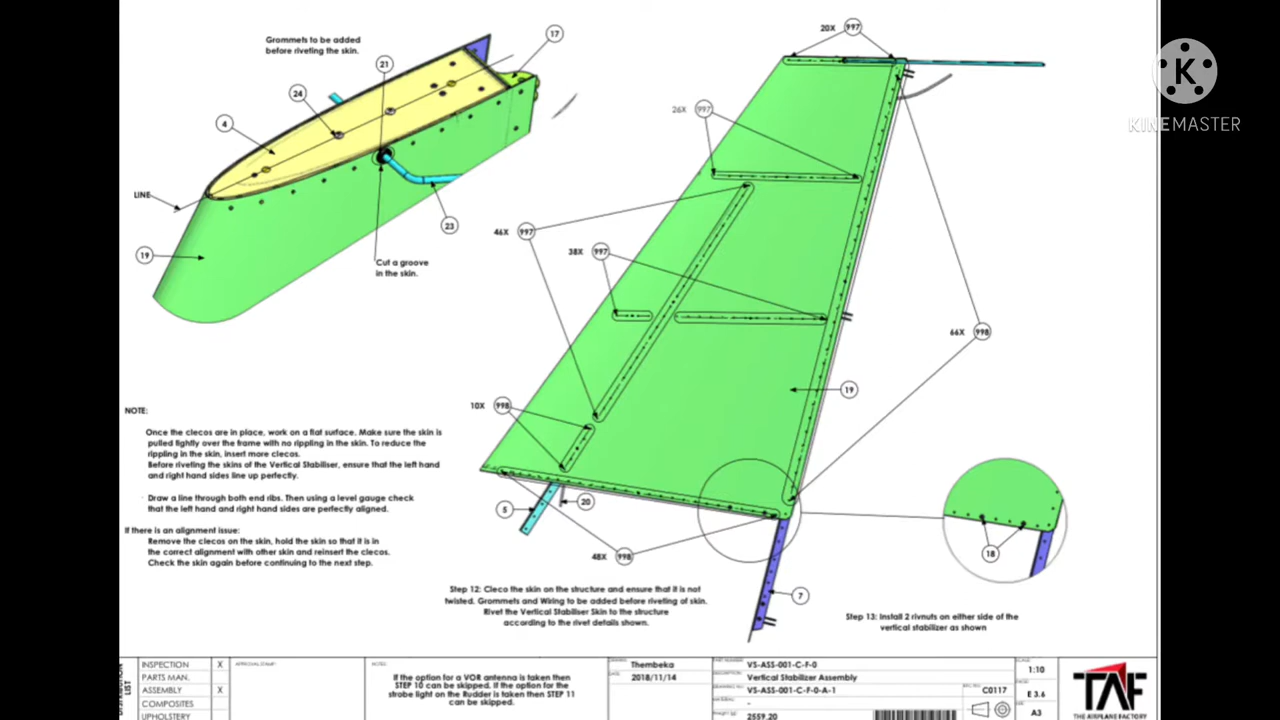 Grommets to be added
before riveting the skin.
17
21
24
4
LINE
19
23
Cut a groove
in the skin.
20X 997
26X 997
46X 997
38X 997
66X 998
19
10X 998
5
20
48X 998
18
7
KINEMASTER
NOTE:
Once the clecos are in place, work on a flat surface. Make sure the skin is
pulled tightly over the frame with no rippling in the skin. To reduce the
rippling in the skin, insert more clecos.
Before riveting the skins of the Vertical Stabiliser, ensure that the left hand
and right hand sides line up perfectly.
Draw a line through both end ribs. Then using a level gauge check
that the left hand and right hand sides are perfectly aligned.
If there is an alignment issue:
Remove the clecos on the skin, hold the skin so that it is in
the correct alignment with other skin and reinsert the clecos.
Check the skin again before continuing to the next step.
Step 12: Cleco the skin on the structure and ensure that it is not
twisted. Grommets and Wiring to be added before riveting of skin.
Rivet the Vertical Stabiliser Skin to the structure
according to the rivet details shown.
Step 13: Install 2 rivnuts on either side of the
vertical stabilizer as shown
LIST
INSPECTION X
PARTS MAN.
ASSEMBLY X
COMPOSITES
UPHOLSTERY
APPROVAL STAMP:
NOTES:
If the option for a VOR antenna is taken then
STEP 10 can be skipped. If the option for the
strobe light on the Rudder is taken then STEP 11
can be skipped.
Thembeka
DATE: 2018/11/14
VS-ASS-001-C-F-0
Vertical Stabilizer Assembly
VS-ASS-001-C-F-0-A-1
-
2559.20
C0117
SCALE: 1:10
E 3.6
A3
TAF
THE AIRPLANE FACTORY